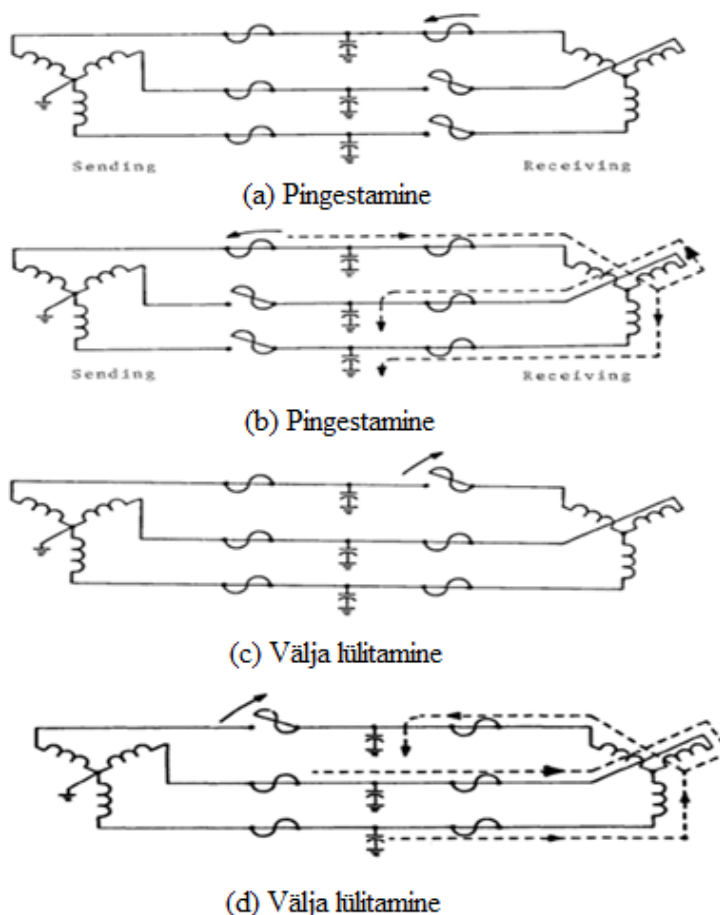 Sending Receiving
(a) Pingestamine
Sending Receiving
(b) Pingestamine
(c) Välja lülitamine
(d) Välja lülitamine